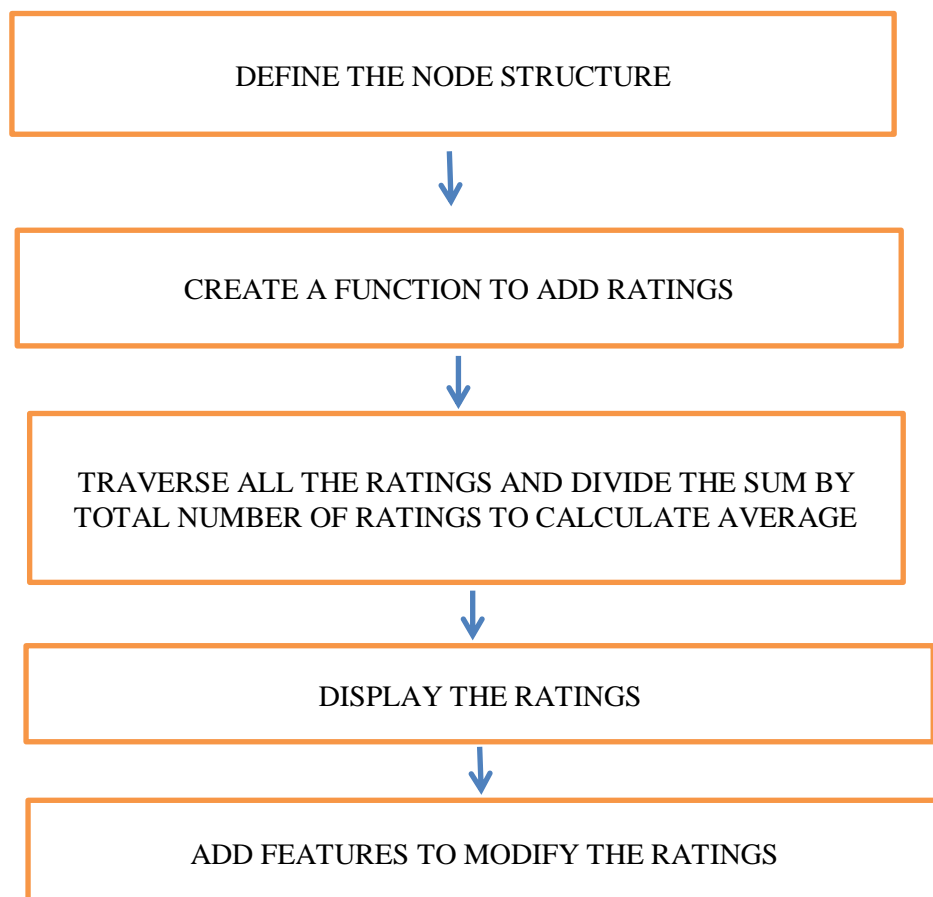 DEFINE THE NODE STRUCTURE
CREATE A FUNCTION TO ADD RATINGS
TRAVERSE ALL THE RATINGS AND DIVIDE THE SUM BY
TOTAL NUMBER OF RATINGS TO CALCULATE AVERAGE
DISPLAY THE RATINGS
ADD FEATURES TO MODIFY THE RATINGS